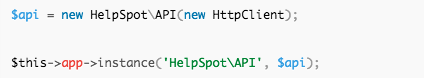 $api = new HelpSpot\API(new HttpClient);
$this->app->instance('HelpSpot\API', $api);